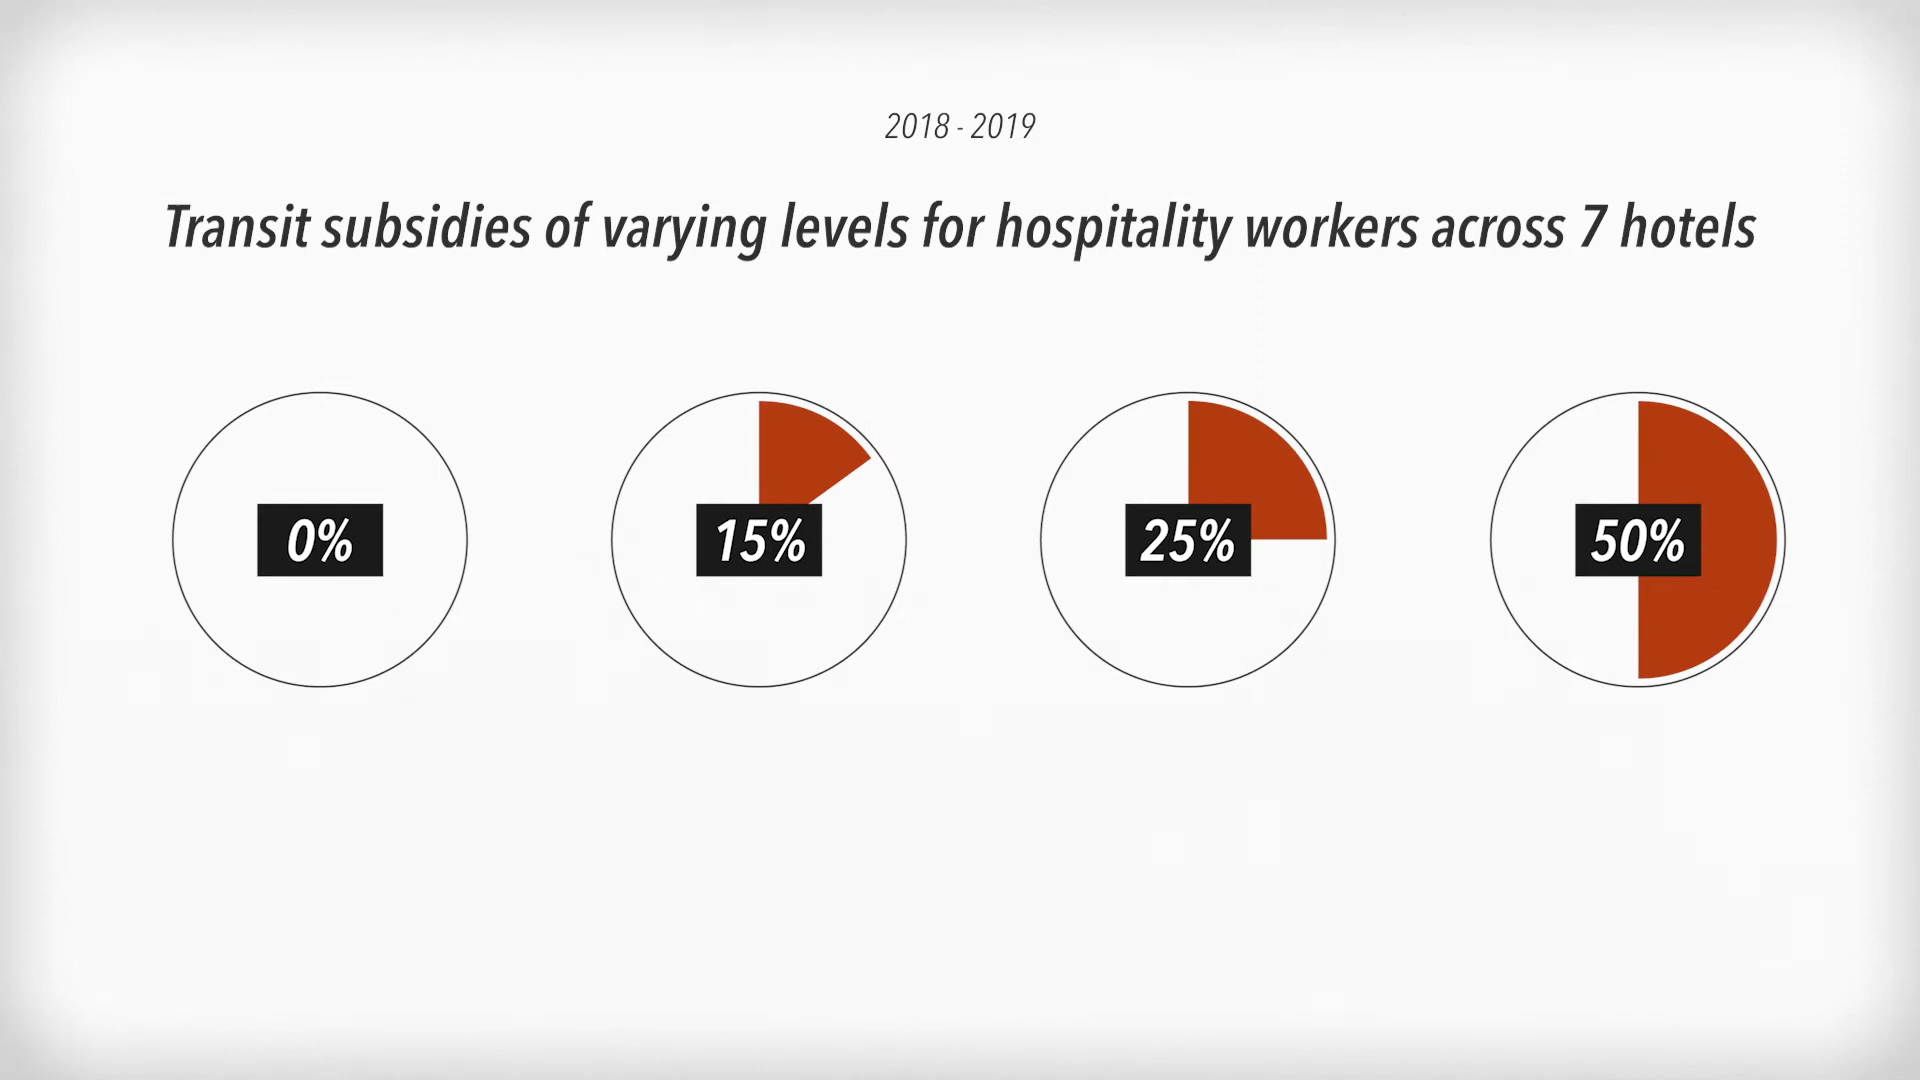 2018 - 2019
Transit subsidies of varying levels for hospitality workers across 7 hotels
0%
15%
25%
50%